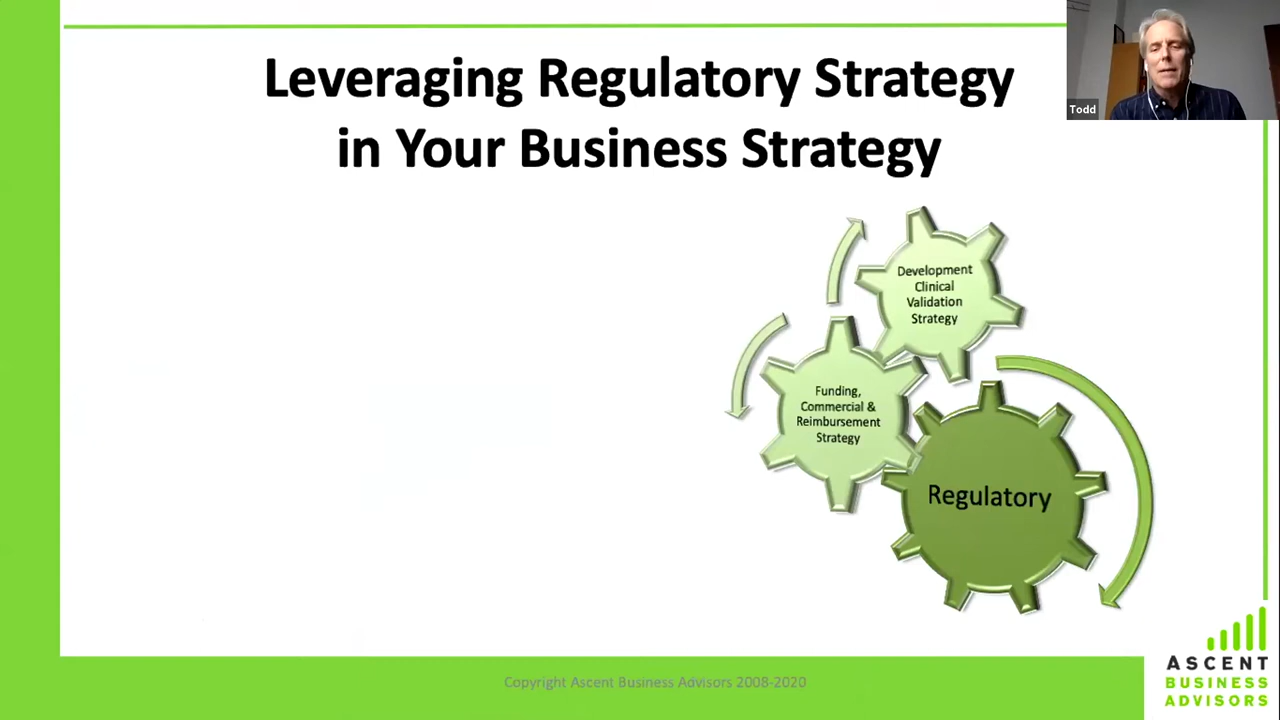 Leveraging Regulatory Strategy
in Your Business Strategy
Todd
Development
Clinical
Validation
Strategy
Funding,
Commercial &
Reimbursement
Strategy
Regulatory
Copyright Ascent Business Advisors 2008-2020
ASCENT
BUSINESS
ADVISORS